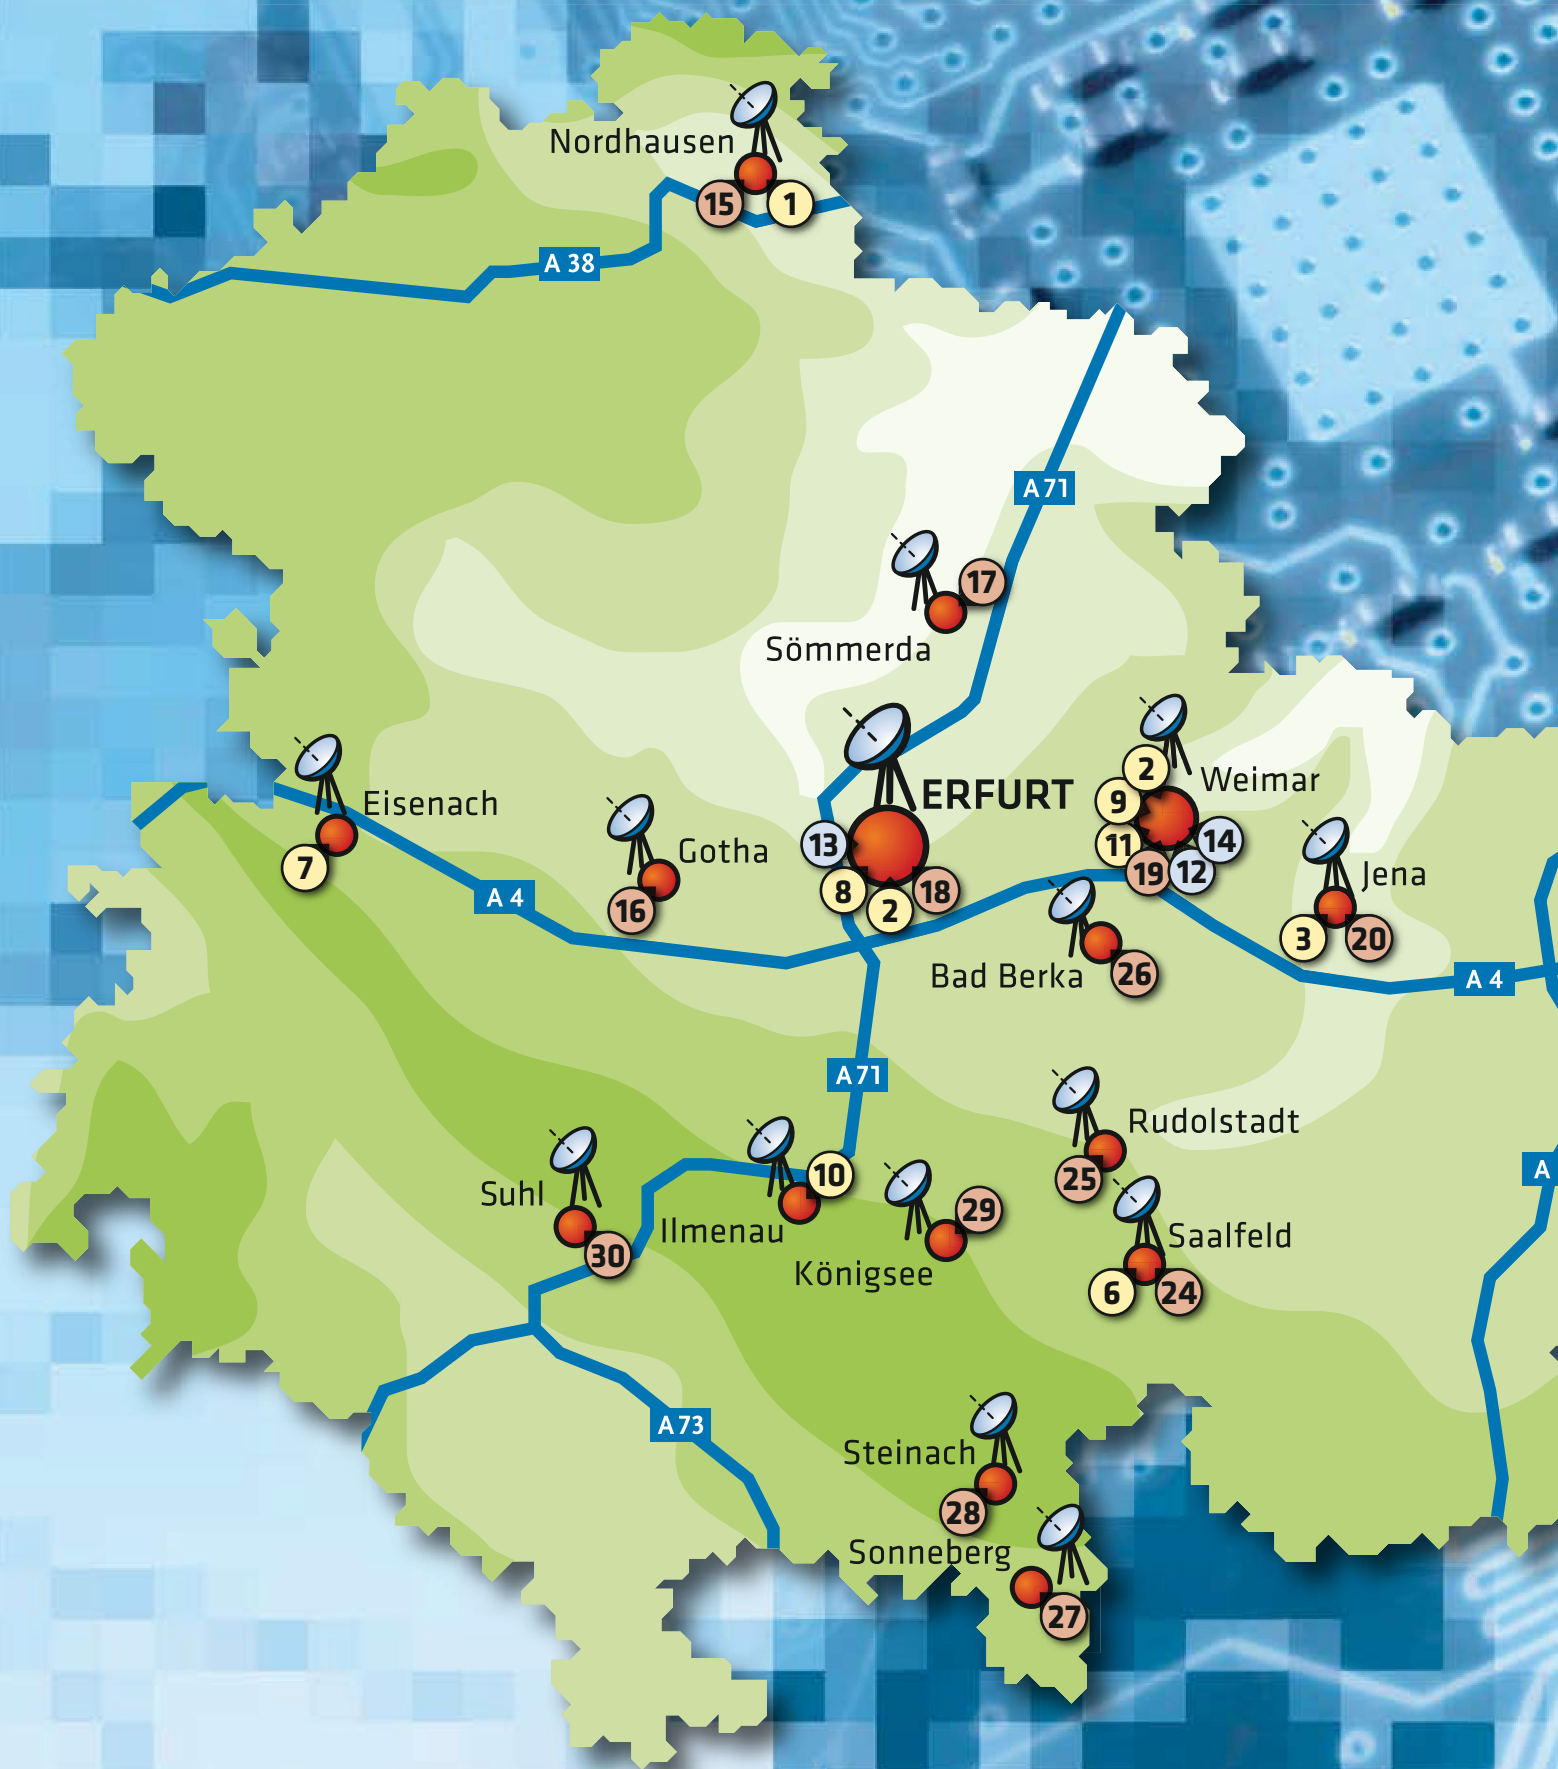 Nordhausen
15
1
A 38
A 71
17
Sömmerda
2
Weimar
ERFURT
9
Eisenach
13
11
14
Gotha
7
19
12
Jena
A 4
16
8
2
18
3
20
Bad Berka
26
A 4
A 71
Rudolstadt
10
25
A
Suhl
29
Ilmenau
Saalfeld
30
Königsee
6
24
A 73
Steinach
28
Sonneberg
27